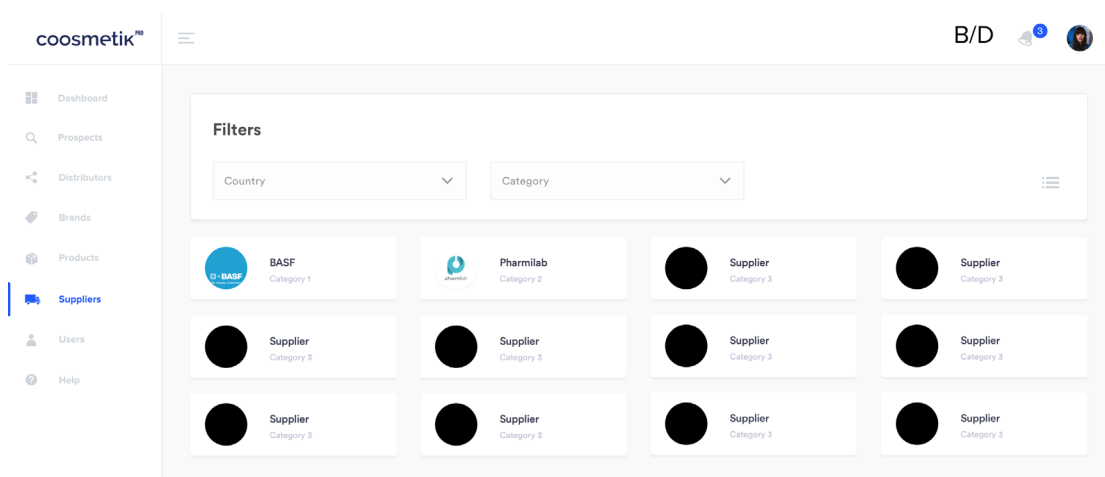 coosmetik PRO
B/D
3
Dashboard
Prospects
Distributors
Brands
Products
Suppliers
Users
Help
Filters
Country
Category
BASF
Category 1
Pharmilab
Category 2
Supplier
Category 3
Supplier
Category 3
Supplier
Category 3
Supplier
Category 3
Supplier
Category 3
Supplier
Category 3
Supplier
Category 3
Supplier
Category 3
Supplier
Category 3
Supplier
Category 3
BASF
pharmilab